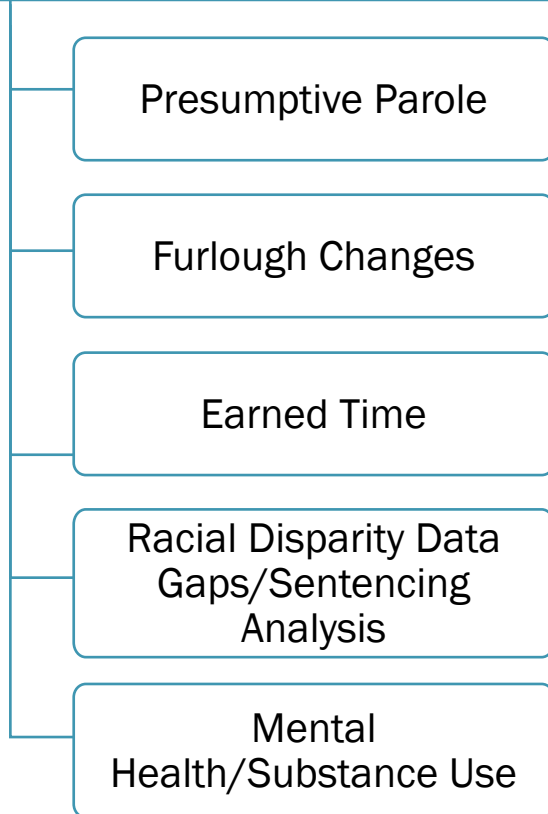 Presumptive Parole
Furlough Changes
Earned Time
Racial Disparity Data
Gaps/Sentencing
Analysis
Mental
Health/Substance Use